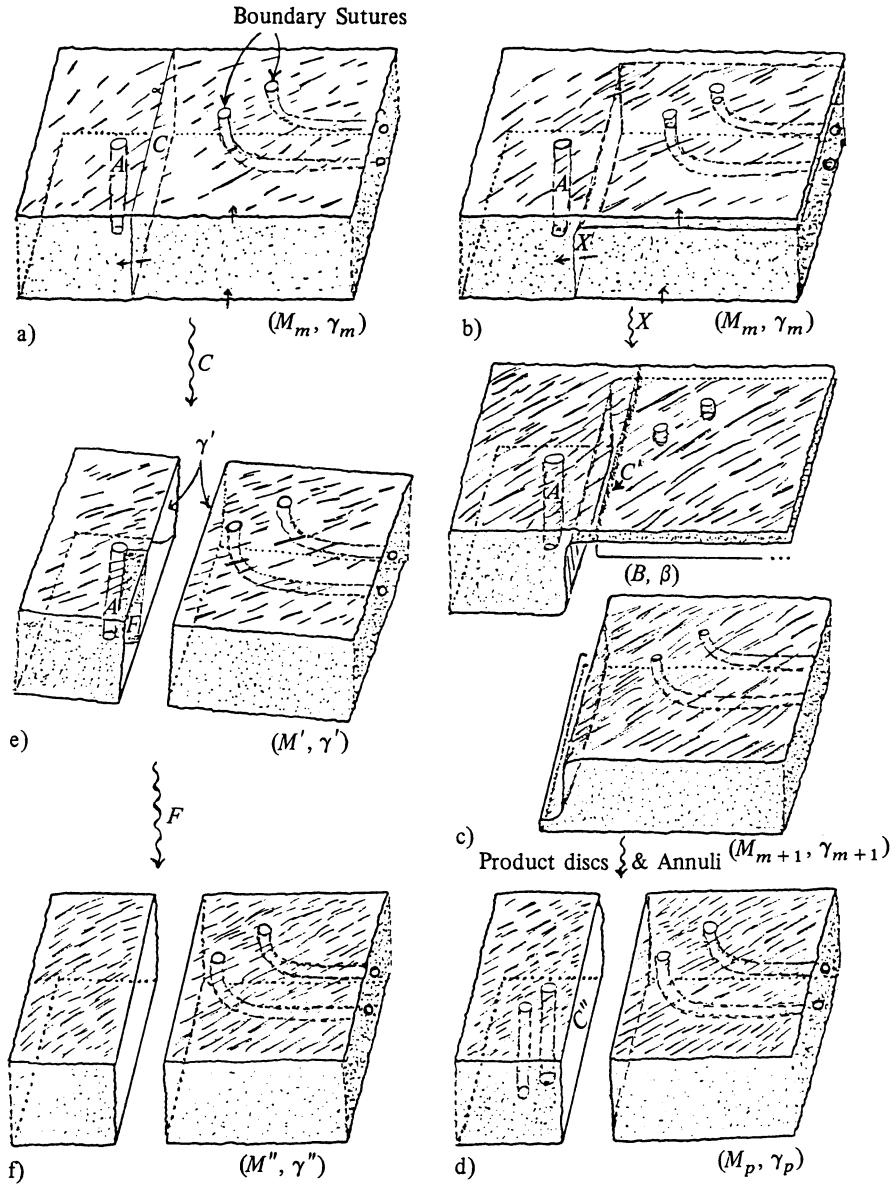 Boundary Sutures
α
A
C
a)
(M_m, γ_m)
A
X
b)
(M_m, γ_m)
C
X
γ'
A
F
e)
(M', γ')
A
C'
(B, β)
...
c)
(M_{m+1}, γ_{m+1})
F
Product discs & Annuli
f)
(M'', γ'')
C''
d)
(M_p, γ_p)